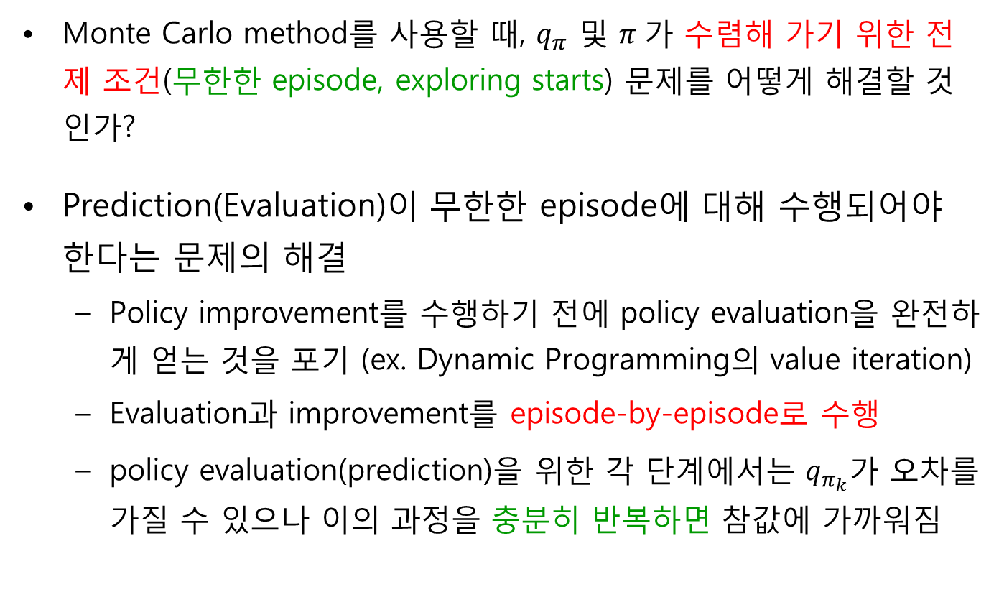 • Monte Carlo method를 사용할 때, $q_\pi$ 및 $\pi$ 가 수렴해 가기 위한 전
제 조건(무한한 episode, exploring starts) 문제를 어떻게 해결할 것
인가?
• Prediction(Evaluation)이 무한한 episode에 대해 수행되어야
한다는 문제의 해결
– Policy improvement를 수행하기 전에 policy evaluation을 완전하
게 얻는 것을 포기 (ex. Dynamic Programming의 value iteration)
– Evaluation과 improvement를 episode-by-episode로 수행
– policy evaluation(prediction)을 위한 각 단계에서는 $q_{\pi_k}$가 오차를
가질 수 있으나 이의 과정을 충분히 반복하면 참값에 가까워짐